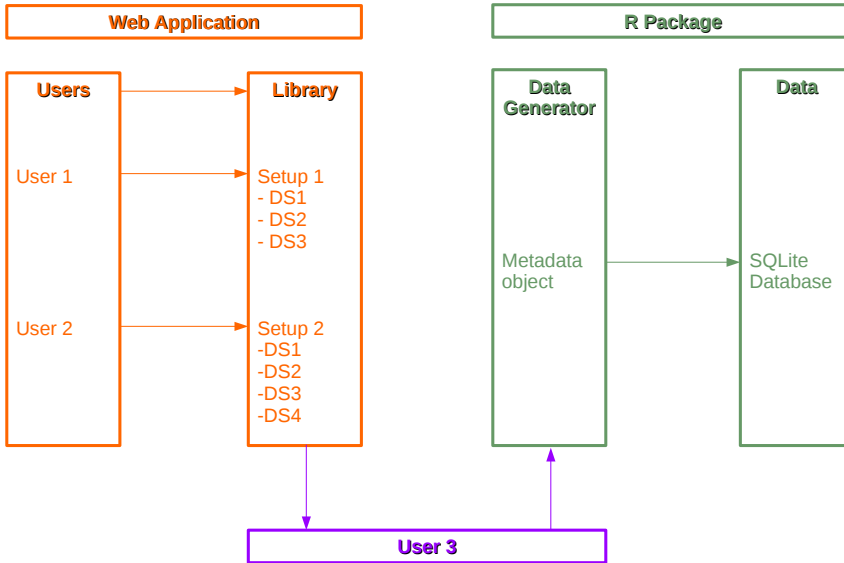 Web Application
R Package
Users
Library
Data
Generator
Data
User 1
Setup 1
- DS1
- DS2
- DS3
Metadata
object
SQLite
Database
User 2
Setup 2
-DS1
-DS2
-DS3
-DS4
User 3